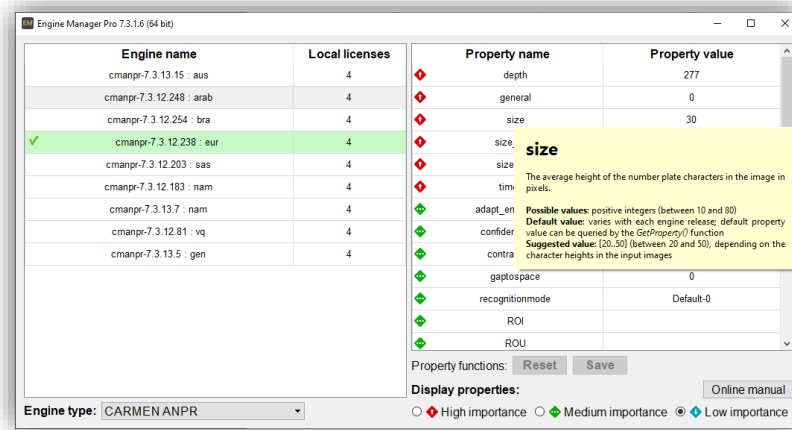 EM Engine Manager Pro 7.3.1.6 (64 bit)
Engine name Local licenses Property name Property value
cmanpr-7.3.13.15 : aus 4 depth 277
cmanpr-7.3.12.248 : arab 4 general 0
cmanpr-7.3.12.254 : bra 4 size 30
cmanpr-7.3.12.238 : eur 4 size_
cmanpr-7.3.12.203 : sas 4 size
cmanpr-7.3.12.183 : nam 4 time
cmanpr-7.3.13.7 : nam 4 adapt_en
cmanpr-7.3.12.81 : vq 4 confiden
cmanpr-7.3.13.5 : gen 4 contra
gaptospace 0
recognitionmode Default-0
ROI
ROU
size
The average height of the number plate characters in the image in
pixels.
Possible values: positive integers (between 10 and 80)
Default value: varies with each engine release; default property
value can be queried by the GetProperty() function
Suggested value: [20..50] (between 20 and 50), depending on the
character heights in the input images
Property functions: Reset Save
Display properties: Online manual
Engine type: CARMEN ANPR High importance Medium importance Low importance